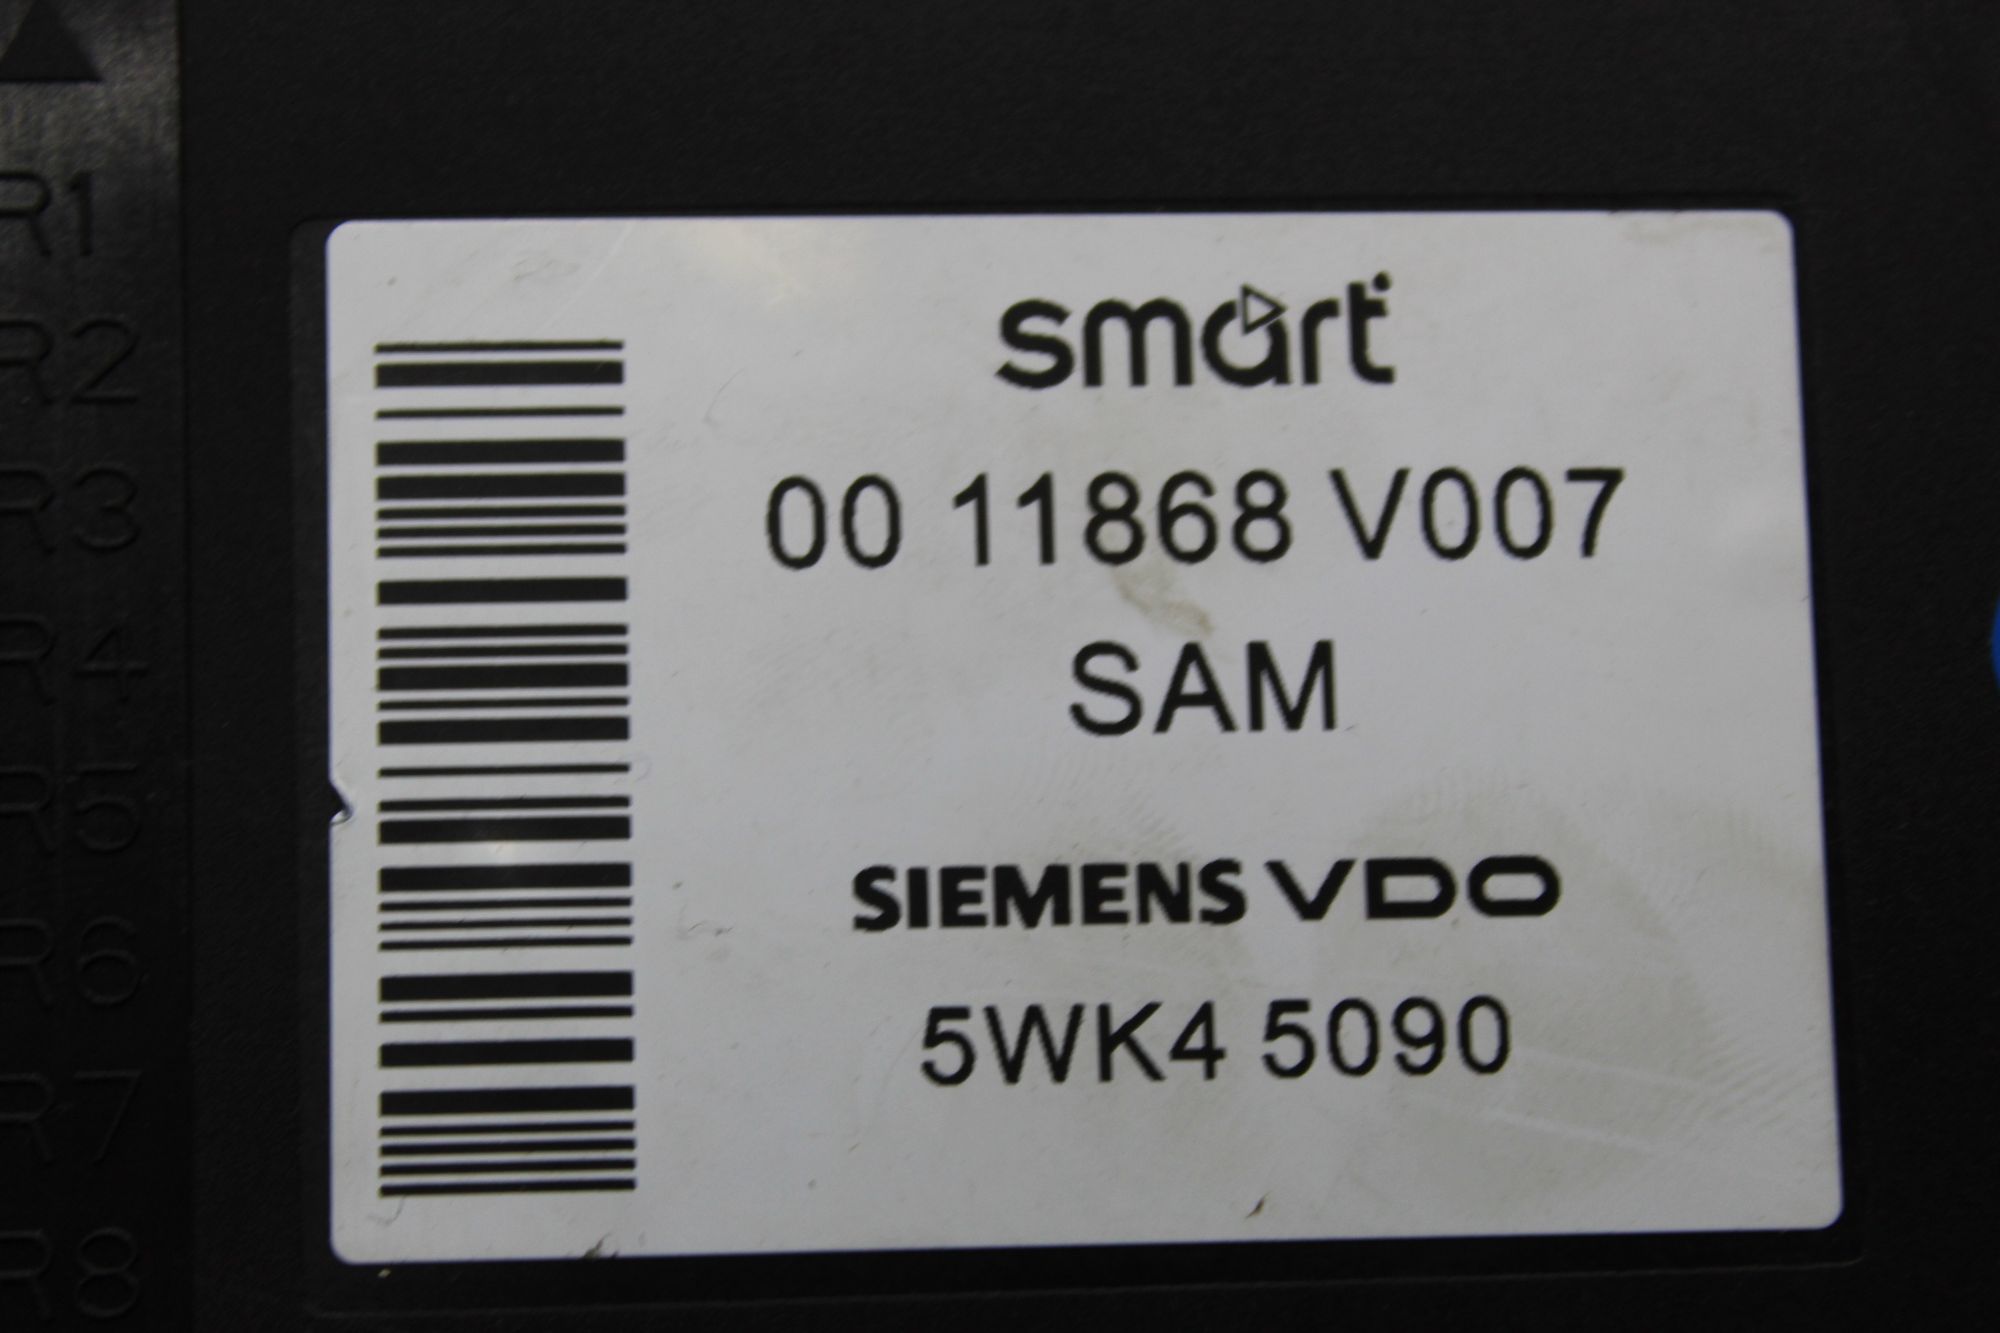 smart
00 11868 V007
SAM
SIEMENS VDO
5WK4 5090
R1
R2
R3
R4
R5
R6
R7
R8